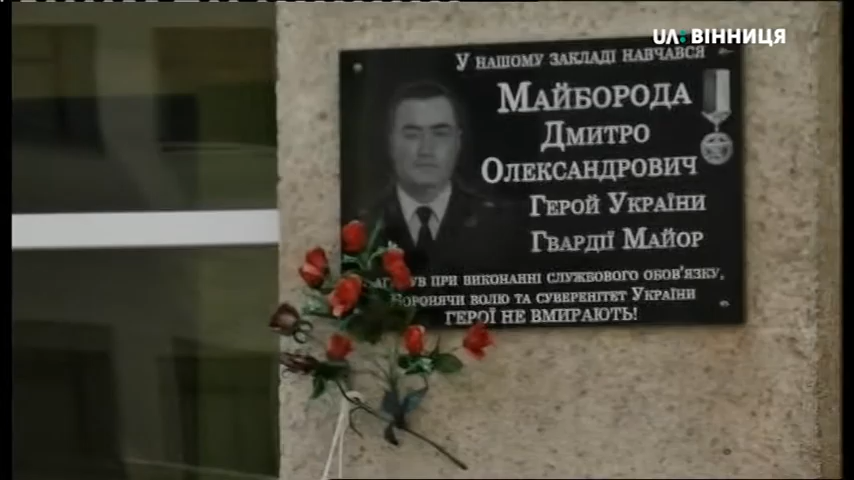 UA: ВІННИЦЯ
У НАШОМУ ЗАКЛАДІ НАВЧАВСЯ
МАЙБОРОДА
ДМИТРО
ОЛЕКСАНДРОВИЧ
ГЕРОЙ УКРАЇНИ
ГВАРДІЇ МАЙОР
ПРИ ВИКОНАННІ СЛУЖБОВОГО ОБОВ'ЯЗКУ,
БОРОНЯЧИ ВОЛЮ ТА СУВЕРЕНІТЕТ УКРАЇНИ
ГЕРОЇ НЕ ВМИРАЮТЬ!